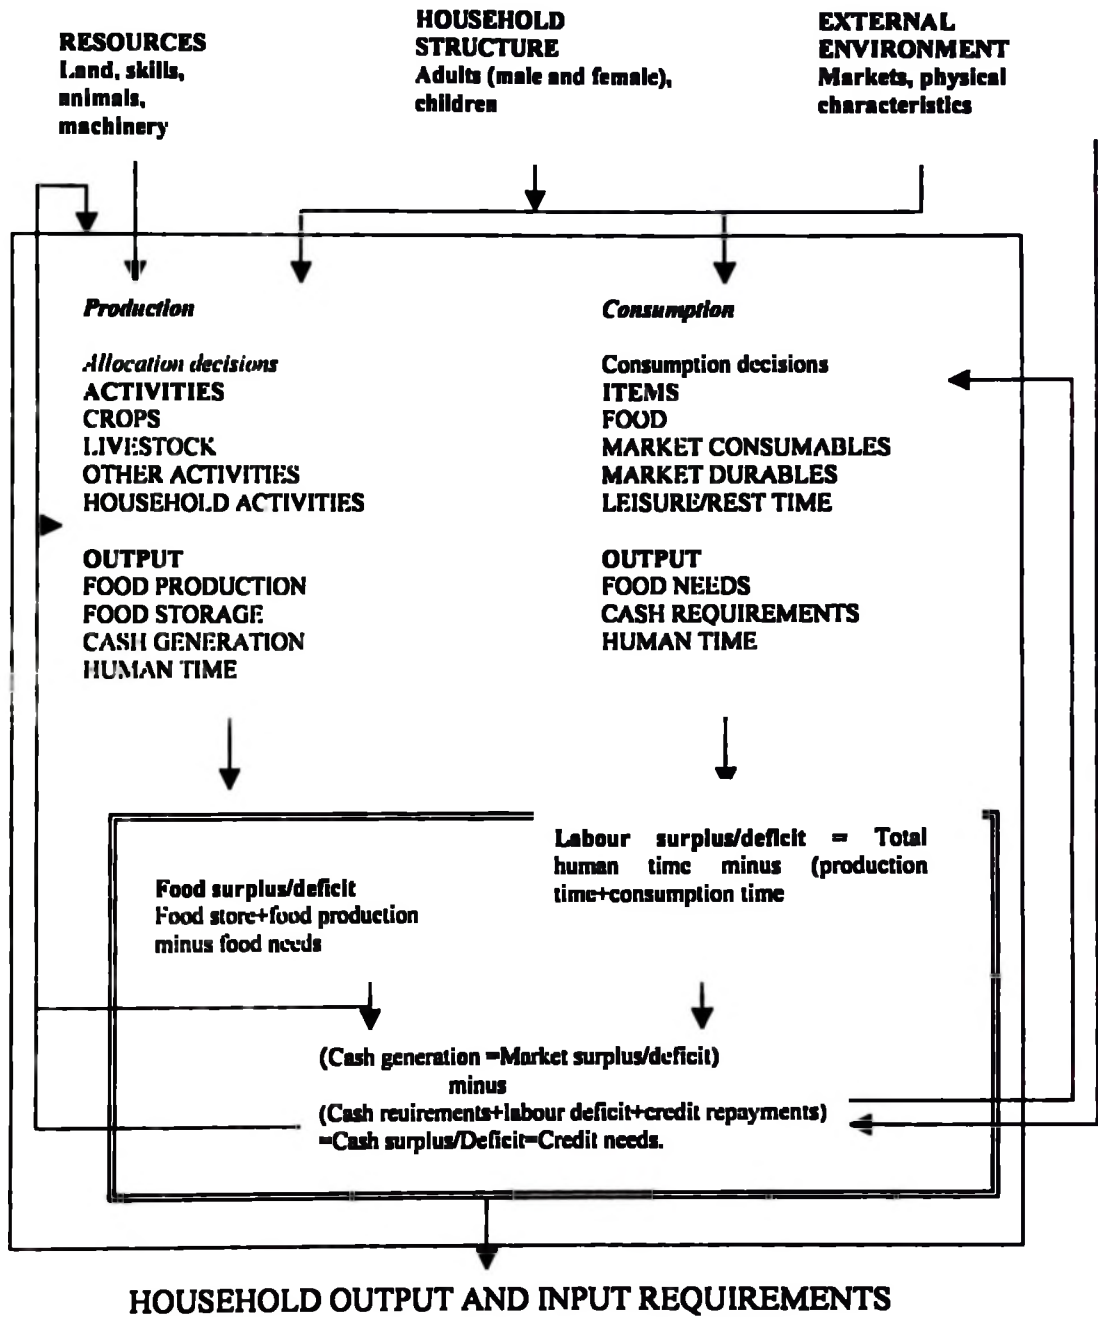 RESOURCES
Land, skills,
animals,
machinery
HOUSEHOLD
STRUCTURE
Adults (male and female),
children
EXTERNAL
ENVIRONMENT
Markets, physical
characteristics
Production
Allocation decisions
ACTIVITIES
CROPS
LIVESTOCK
OTHER ACTIVITIES
HOUSEHOLD ACTIVITIES
OUTPUT
FOOD PRODUCTION
FOOD STORAGE
CASH GENERATION
HUMAN TIME
Consumption
Consumption decisions
ITEMS
FOOD
MARKET CONSUMABLES
MARKET DURABLES
LEISURE/REST TIME
OUTPUT
FOOD NEEDS
CASH REQUIREMENTS
HUMAN TIME
Food surplus/deficit
Food store+food production
minus food needs
Labour surplus/deficit = Total
human time minus (production
time+consumption time
(Cash generation =Market surplus/deficit)
minus
(Cash reuirements+labour deficit+credit repayments)
=Cash surplus/Deficit=Credit needs.
HOUSEHOLD OUTPUT AND INPUT REQUIREMENTS